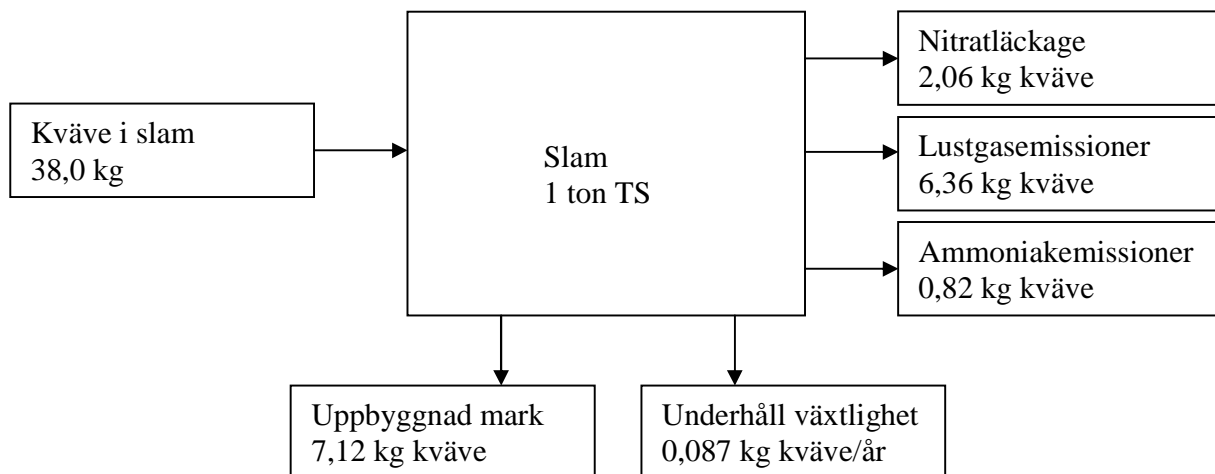 Kväve i slam
38,0 kg
Slam
1 ton TS
Nitratläckage
2,06 kg kväve
Lustgasemissioner
6,36 kg kväve
Ammoniakemissioner
0,82 kg kväve
Uppbyggnad mark
7,12 kg kväve
Underhåll växtlighet
0,087 kg kväve/år